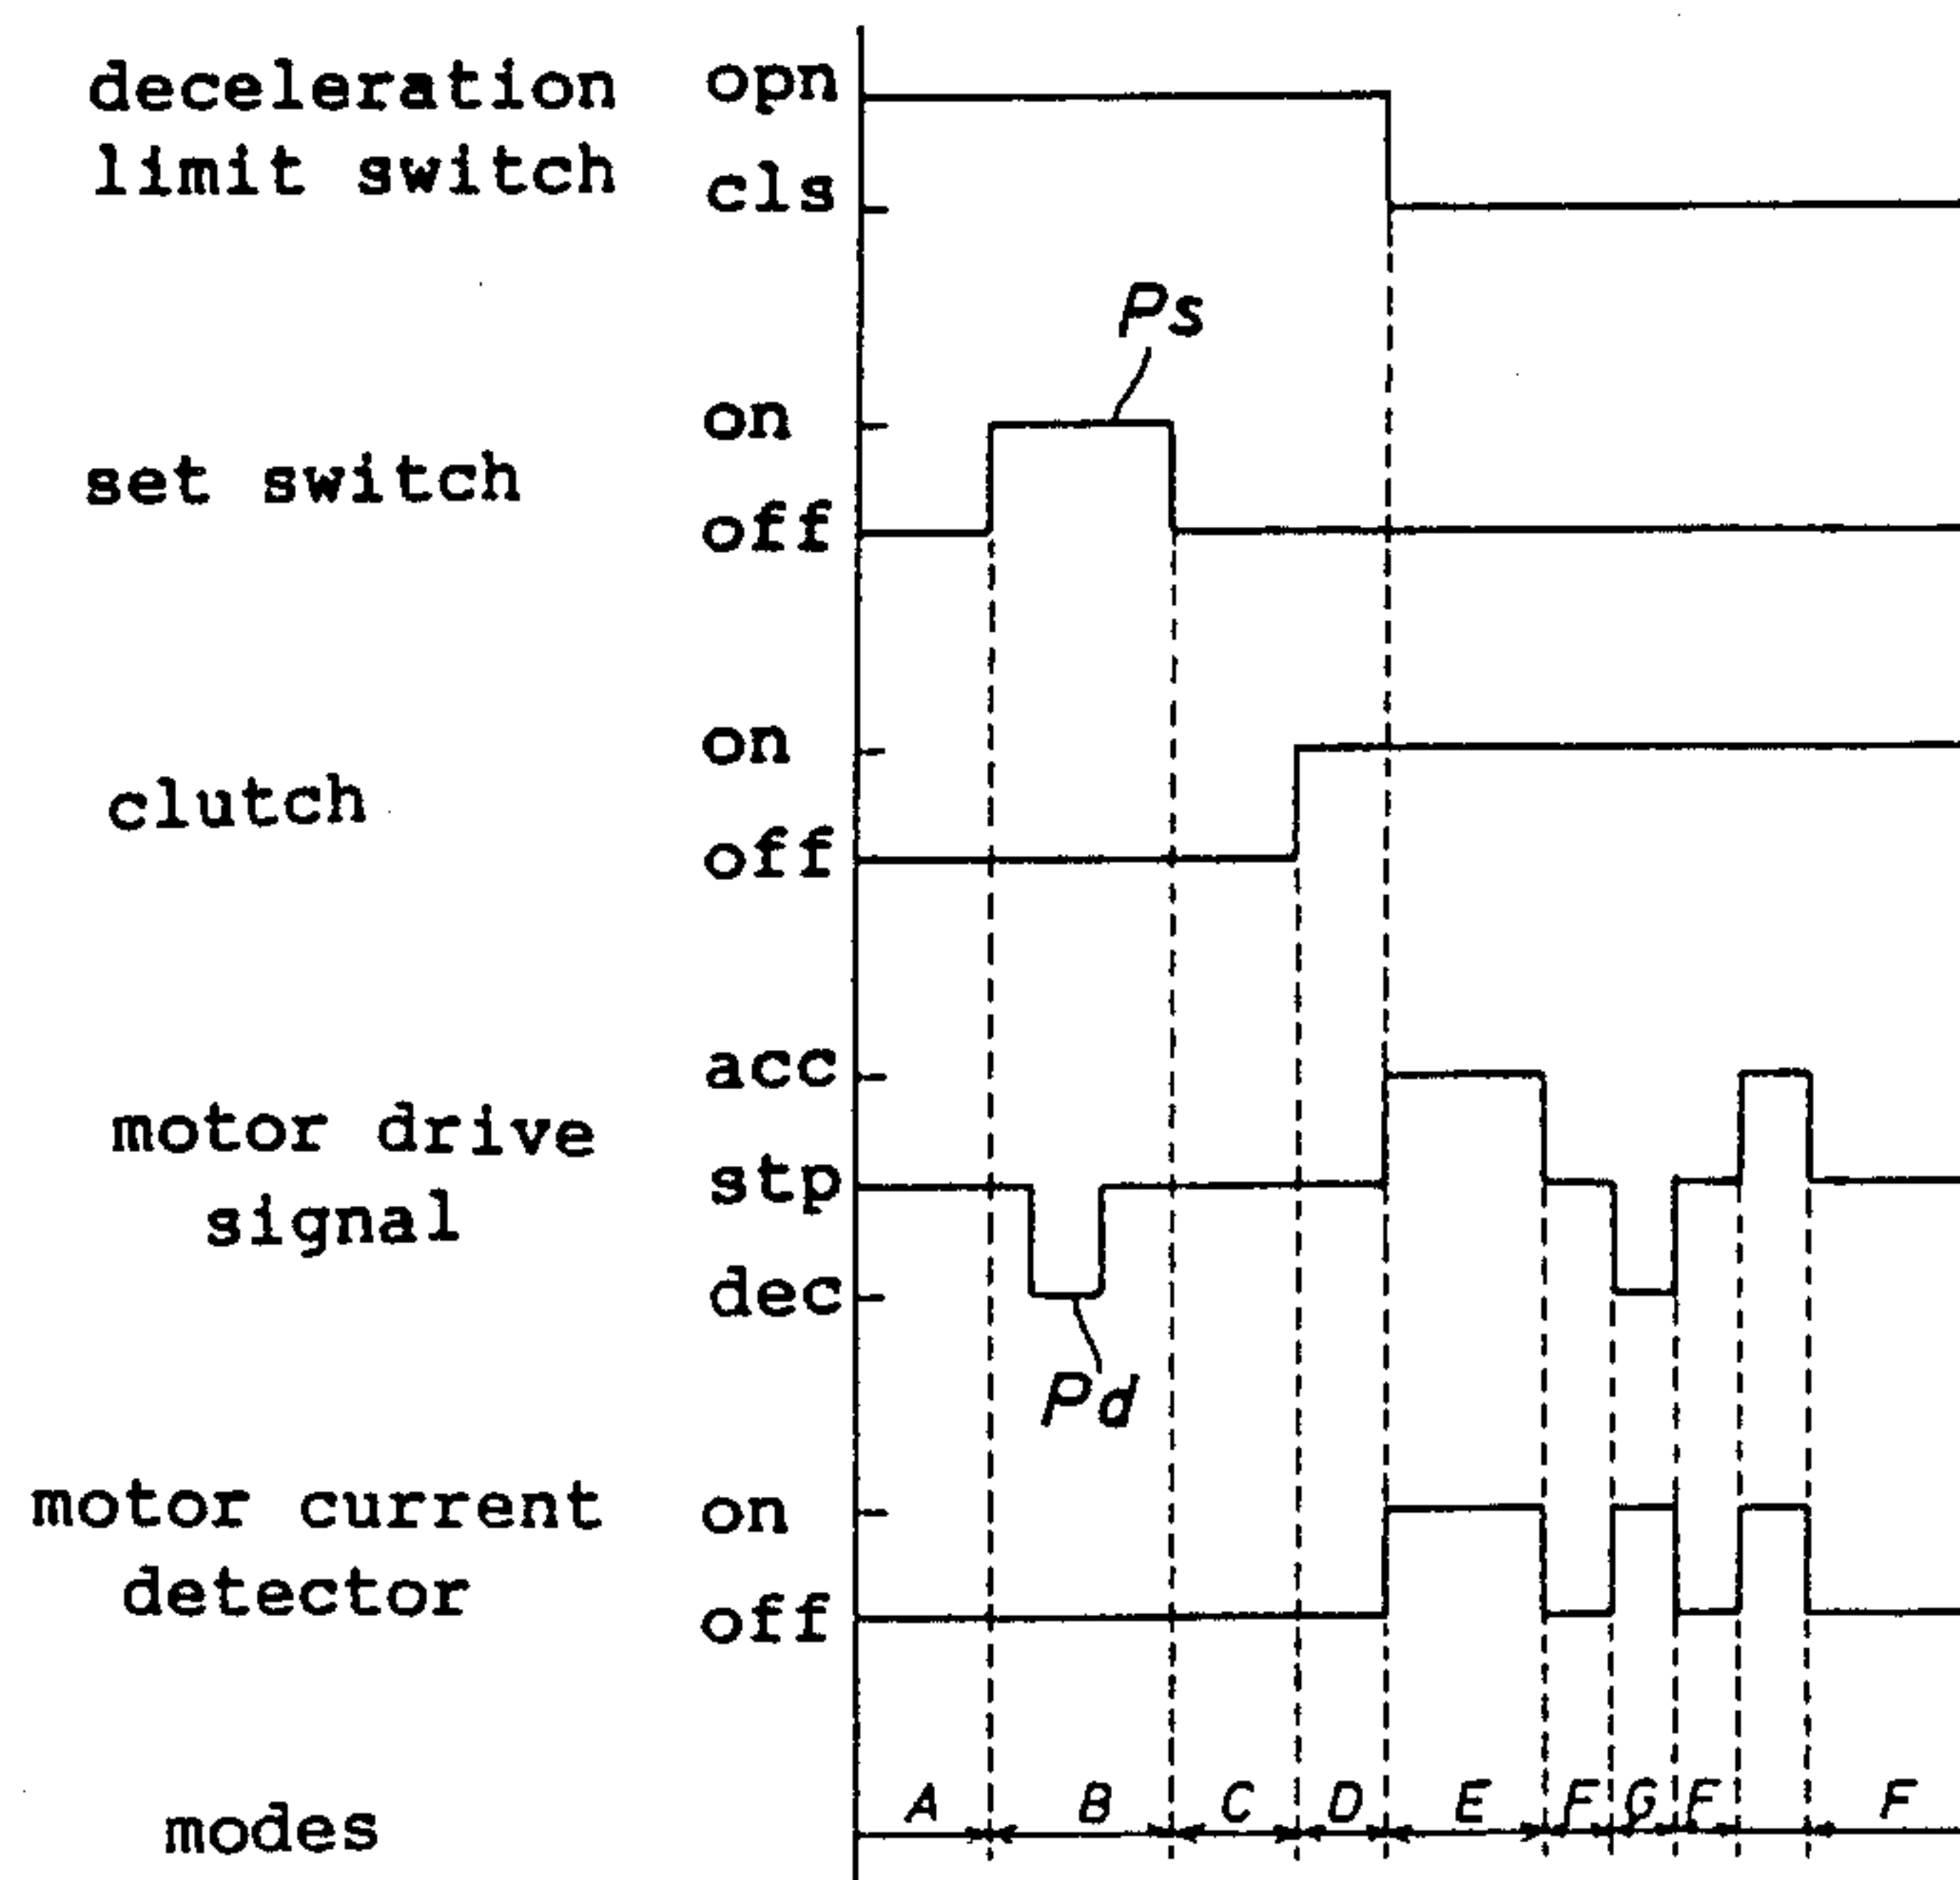 deceleration
limit switch
opn
cls
Ps
set switch
on
off
clutch
on
off
motor drive
signal
acc
stp
dec
Pd
motor current
detector
on
off
modes
A B C D E F G F F